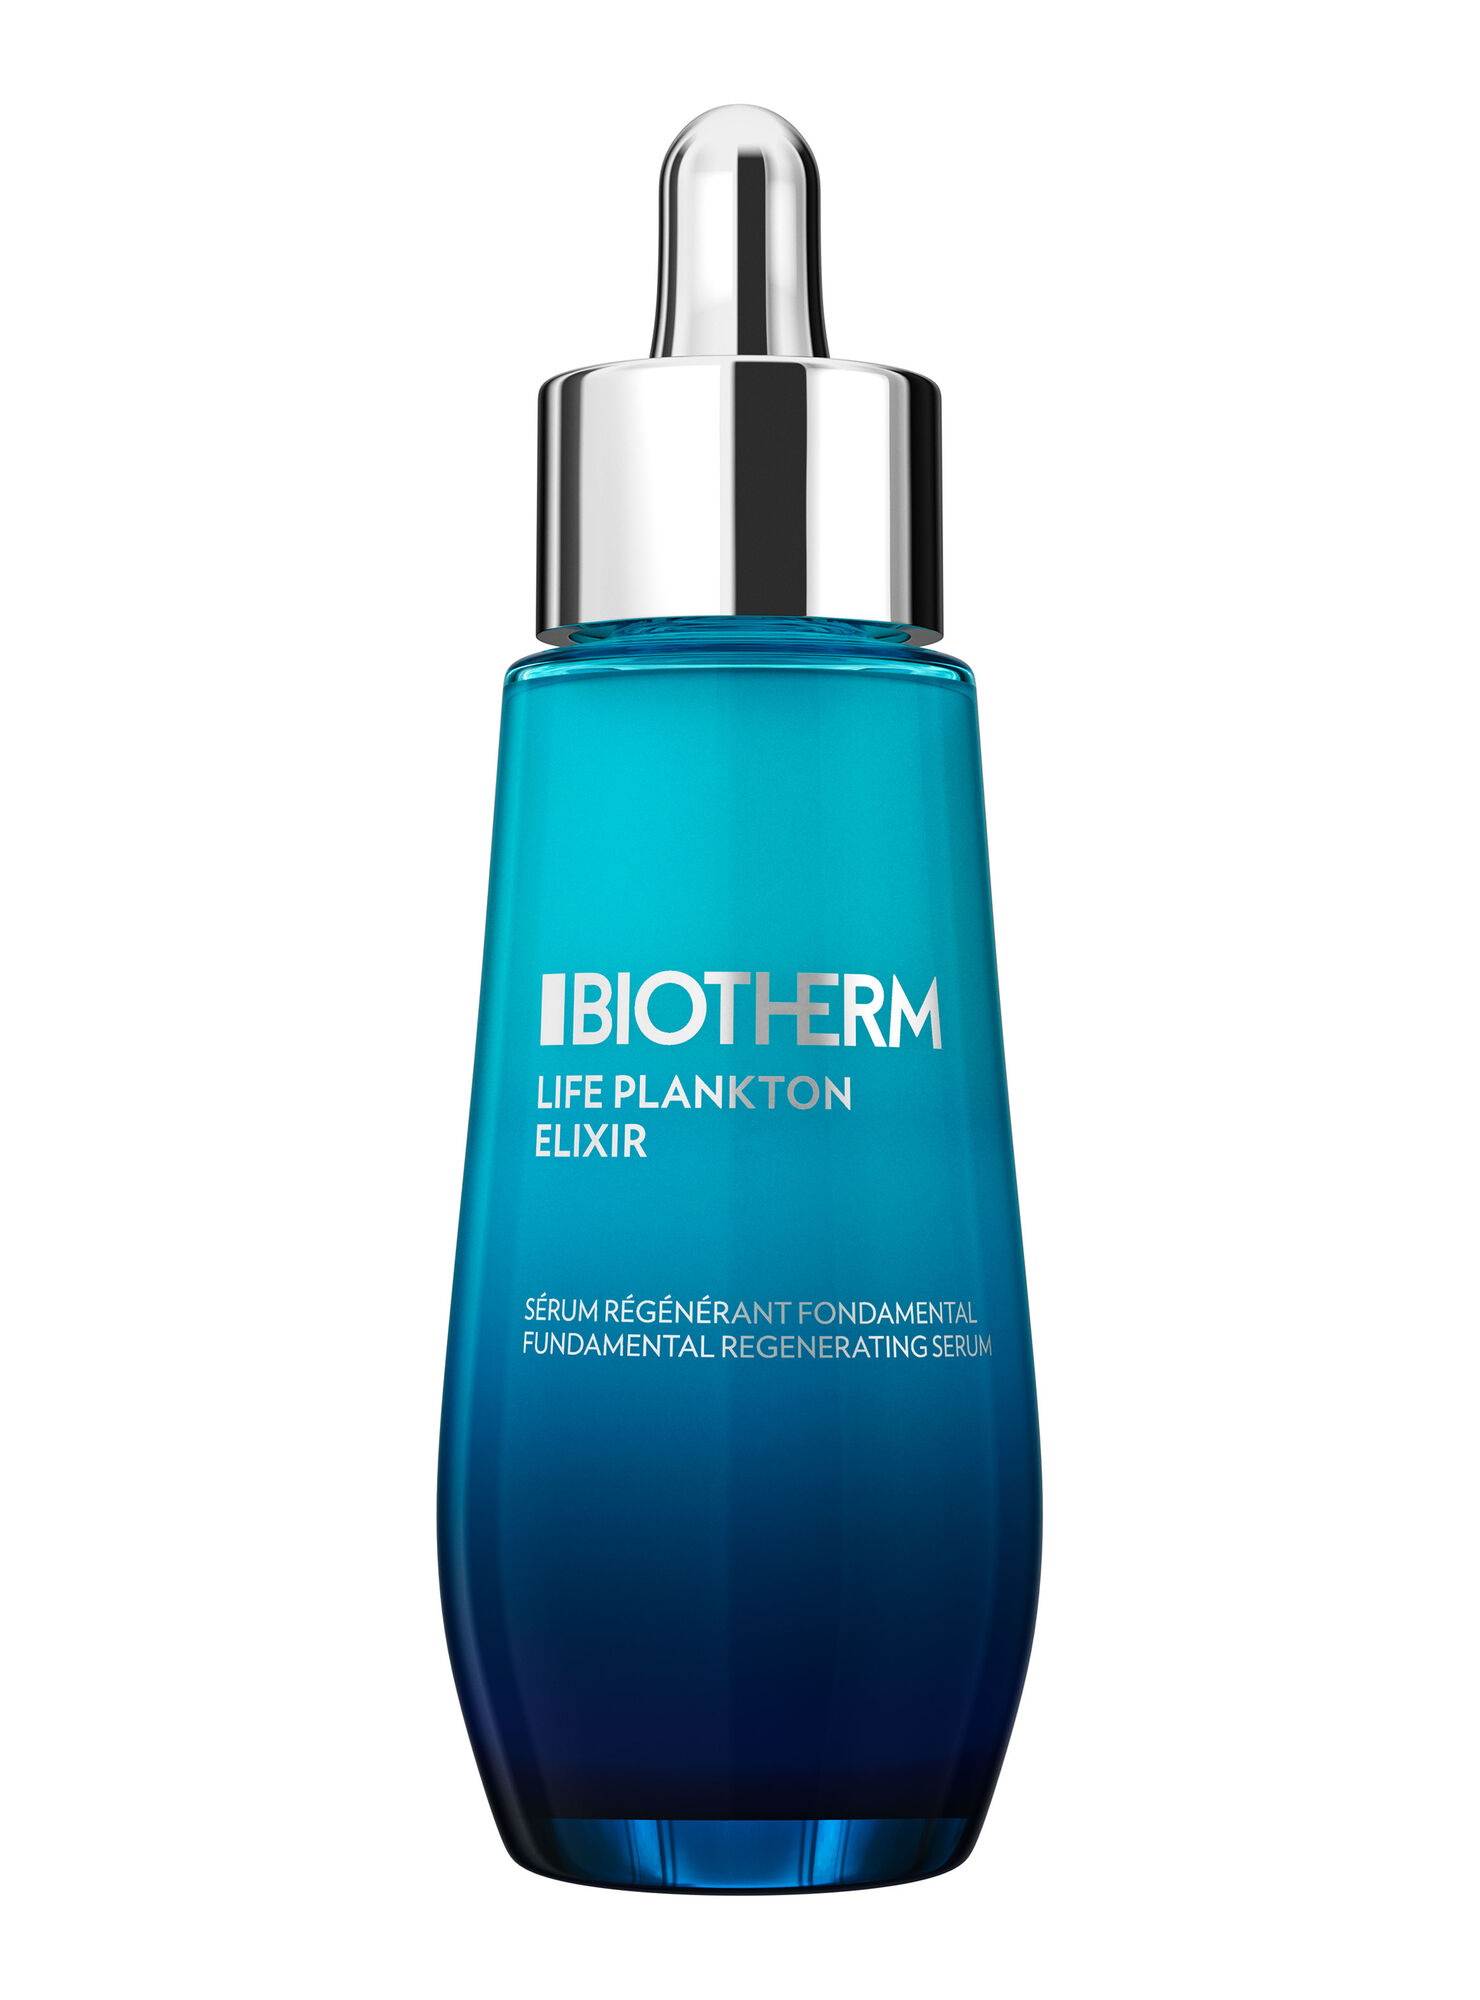 BIOTHERM
LIFE PLANKTON
ELIXIR
SÉRUM RÉGÉNÉRANT FONDAMENTAL
FUNDAMENTAL REGENERATING SERUM